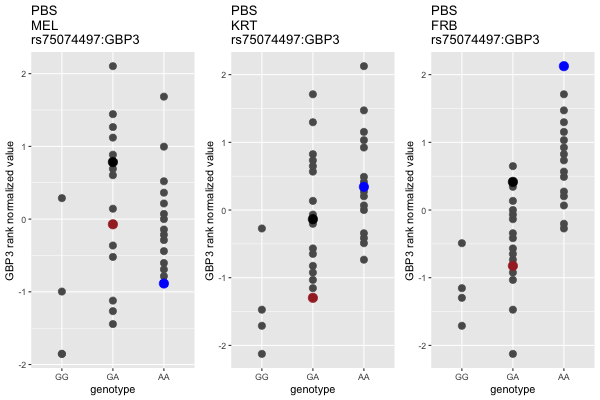 PBS
MEL
rs75074497:GBP3
GBP3 rank normalized value
2
1
0
-1
-2
GG GA AA
genotype
PBS
KRT
rs75074497:GBP3
GBP3 rank normalized value
2
1
0
-1
-2
GG GA AA
genotype
PBS
FRB
rs75074497:GBP3
GBP3 rank normalized value
2
1
0
-1
-2
GG GA AA
genotype